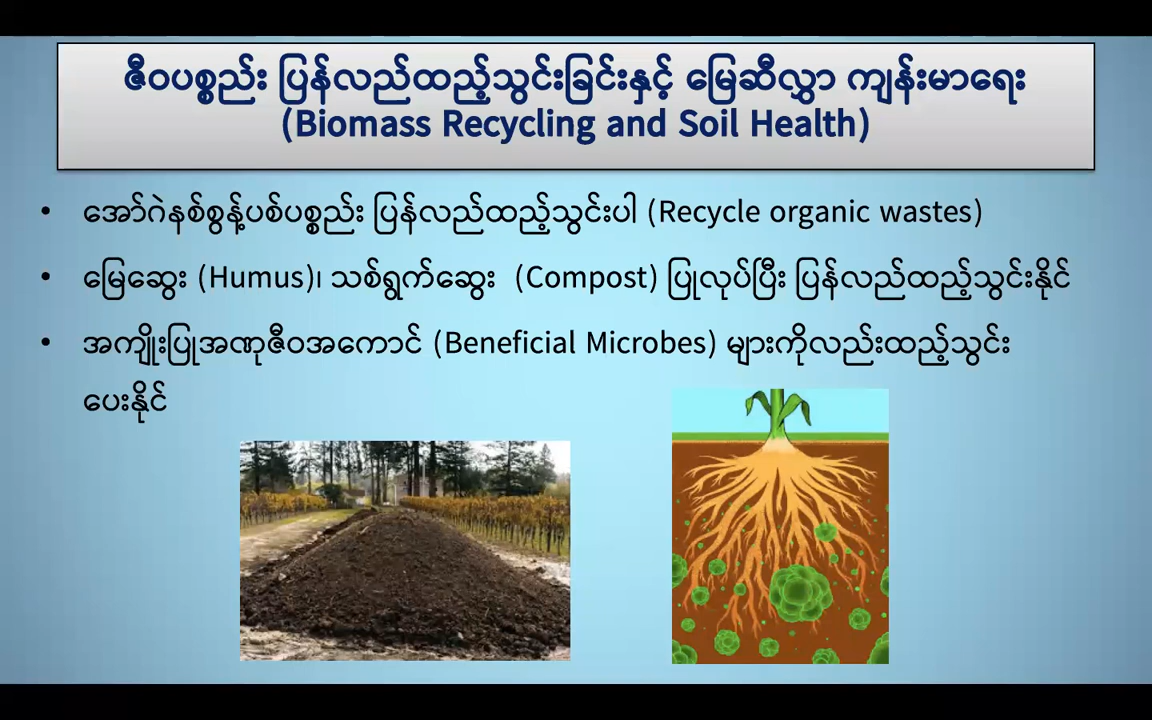 ဇီဝပစ္စည်း ပြန်လည်ထည့်သွင်းခြင်းနှင့် မြေဆီလွှာ ကျန်းမာရေး
(Biomass Recycling and Soil Health)
• အော်ဂဲနစ်စွန့်ပစ်ပစ္စည်း ပြန်လည်ထည့်သွင်းပါ (Recycle organic wastes)
• မြေဆွေး (Humus)၊ သစ်ရွက်ဆွေး (Compost) ပြုလုပ်ပြီး ပြန်လည်ထည့်သွင်းနိုင်
• အကျိုးပြုအဏုဇီဝအကောင် (Beneficial Microbes) များကိုလည်းထည့်သွင်း
ပေးနိုင်